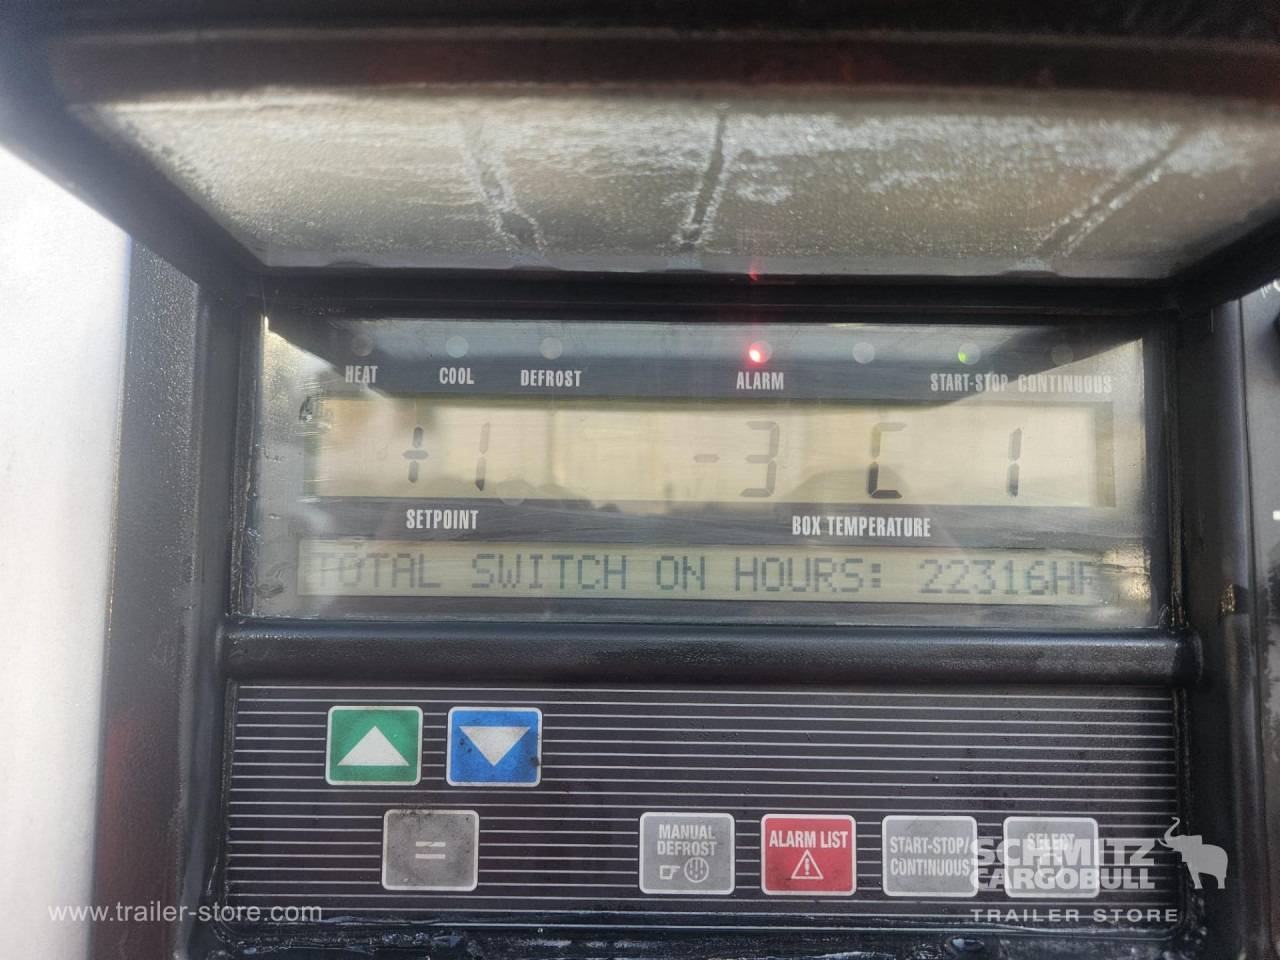 HEAT COOL DEFROST ALARM START-STOP CONTINUOUS
+1 -3 C 1
SETPOINT BOX TEMPERATURE
TOTAL SWITCH ON HOURS: 22316HR
MANUAL DEFROST
ALARM LIST
START-STOP/
CONTINUOUS
SELECT
=
SCHMITZ
CARGOBULL
TRAILER STORE
www.trailer-store.com